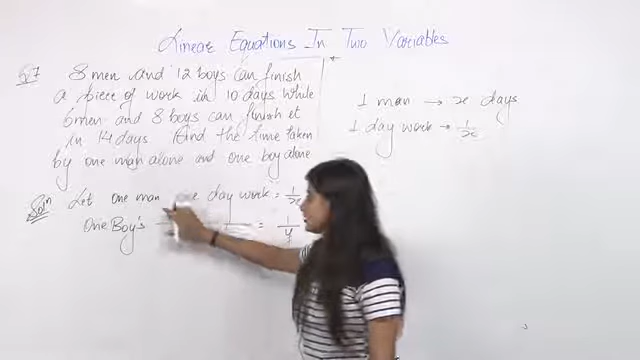 Linear Equations In Two Variables
Q7 8 men and 12 boys can finish
a piece of work in 10 days while
6 men and 8 boys can finish it
in 14 days. Find the time taken
by one man alone and one boy alone
Soln Let one man one day work = 1/x
One Boy's = 1/y
1 man → x days
1 day work → 1/x